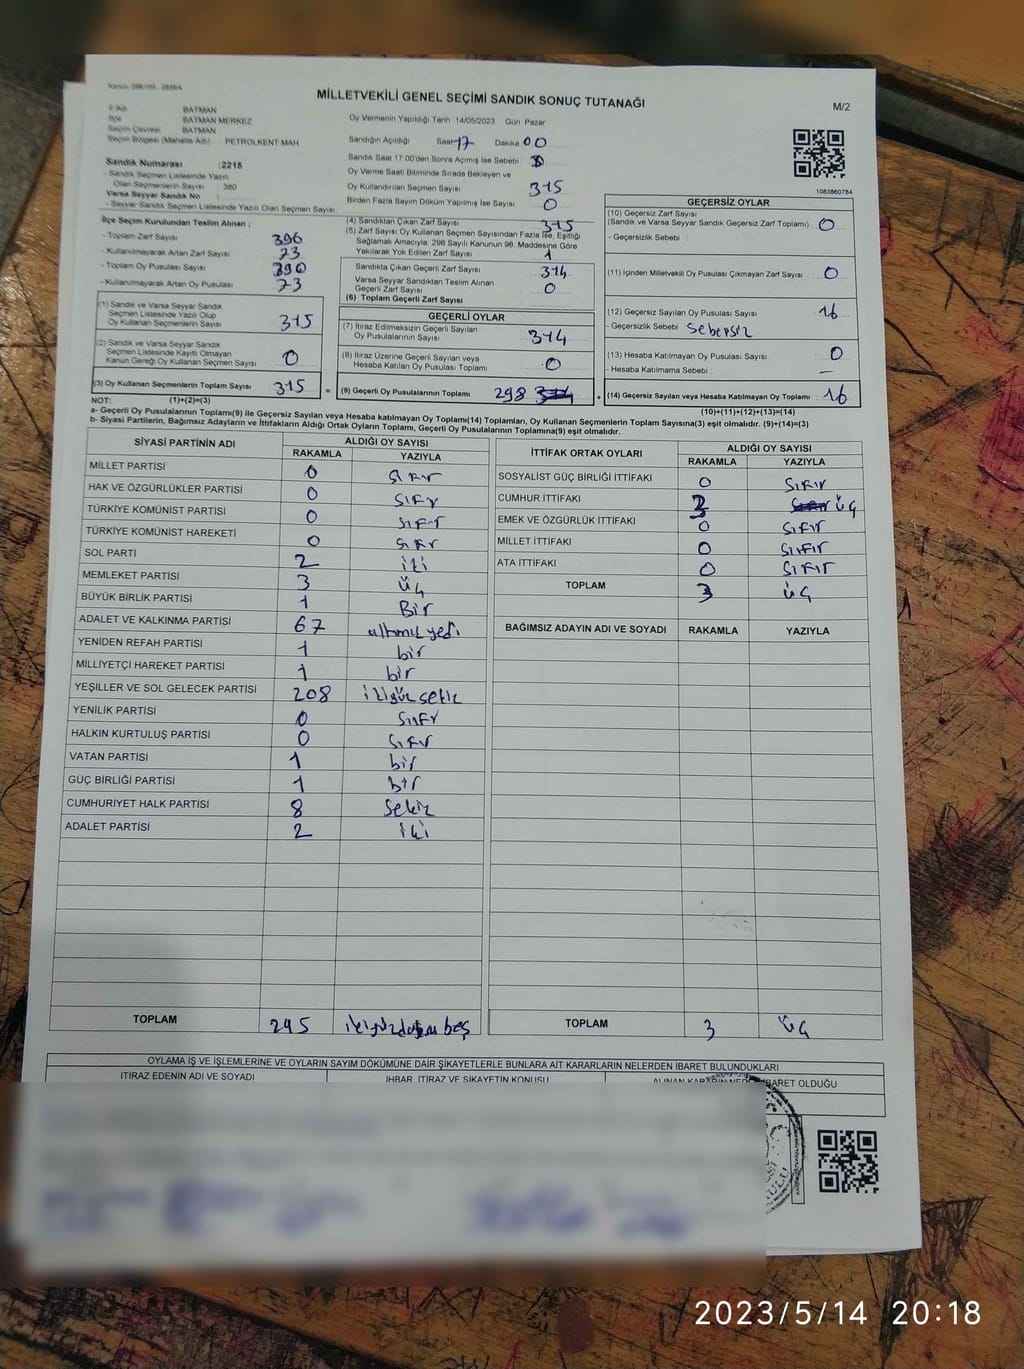 MİLLETVEKİLİ GENEL SEÇİMİ SANDIK SONUÇ TUTANAĞI
M/2
İl Adı : BATMAN
İlçe : BATMAN MERKEZ
Seçim Çevresi : BATMAN
Seçim Bölgesi (Mahalle Adı) : PETROLKENT MAH
Sandık Numarası : 2215
- Sandık Seçmen Listesinde Yazılı
Olan Seçmenlerin Sayısı : 380
Varsa Seyyar Sandık No :
- Seyyar Sandık Seçmen Listesinde Yazılı Olan Seçmen Sayısı:
Oy Vermenin Yapıldığı Tarih :14/05/2023 Gün Pazar
Sandığın Açıldığı Saat 17 Dakika 00
Sandık Saat 17:00'den Sonra Açılmış İse Sebebi :
Oy Verme Saati Bitiminde Sırada Bekleyen ve
Oy Kullandırılan Seçmen Sayısı : 315
Birden Fazla Sayım Döküm Yapılmış İse Sayısı : 0
1083860784
İlçe Seçim Kurulundan Teslim Alınan ;
- Toplam Zarf Sayısı : 396
- Kullanılmayarak Artan Zarf Sayısı : 73
- Toplam Oy Pusulası Sayısı : 390
- Kullanılmayarak Artan Oy Pusulası : 73
(1) Sandık ve Varsa Seyyar Sandık
Seçmen Listesinde Yazılı Olup
Oy Kullanan Seçmenlerin Sayısı : 315
(2) Sandık ve Varsa Seyyar Sandık
Seçmen Listesinde Kayıtlı Olmayan
Kanun Gereği Oy Kullanan Seçmen Sayısı : 0
(3) Oy Kullanan Seçmenlerin Toplam Sayısı : 315
(4) Sandıktan Çıkan Zarf Sayısı : 315
(5) Zarf Sayısı Oy Kullanan Seçmen Sayısından Fazla İse, Eşitliği
Sağlamak Amacıyla, 298 Sayılı Kanunun 98. Maddesine Göre
Yakılarak Yok Edilen Zarf Sayısı : 1
Sandıkta Çıkan Geçerli Zarf Sayısı : 314
Varsa Seyyar Sandıktan Teslim Alınan
Geçerli Zarf Sayısı : 0
(6) Toplam Geçerli Zarf Sayısı
GEÇERLİ OYLAR
(7) İtiraz Edilmeksizin Geçerli Sayılan
Oy Pusulalarının Sayısı : 314
(8) İtiraz Üzerine Geçerli Sayılan veya
Hesaba Katılan Oy Pusulası Toplamı : 0
= (9) Geçerli Oy Pusulalarının Toplamı 298
GEÇERSİZ OYLAR
(10) Geçersiz Zarf Sayısı
(Sandık ve Varsa Seyyar Sandık Geçersiz Zarf Toplamı) : 0
- Geçersizlik Sebebi :
(11) İçinden Milletvekili Oy Pusulası Çıkmayan Zarf Sayısı : 0
(12) Geçersiz Sayılan Oy Pusulası Sayısı : 16
- Geçersizlik Sebebi : Sebepsiz
(13) Hesaba Katılmayan Oy Pusulası Sayısı : 0
- Hesaba Katılmama Sebebi : —
+ (14) Geçersiz Sayılan veya Hesaba Katılmayan Oy Toplamı : 16
NOT: (1)+(2)=(3)
(10)+(11)+(12)+(13)=(14)
a- Geçerli Oy Pusulalarının Toplamı(9) ile Geçersiz Sayılan veya Hesaba katılmayan Oy Toplamı(14) Toplamları, Oy Kullanan Seçmenlerin Toplam Sayısına(3) eşit olmalıdır. (9)+(14)=(3)
b- Siyasi Partilerin, Bağımsız Adayların ve İttifakların Aldığı Ortak Oyların Toplamı, Geçerli Oy Pusulalarının Toplamına(9) eşit olmalıdır.
SİYASİ PARTİNİN ADI ALDIĞI OY SAYISI
RAKAMLA YAZIYLA
MİLLET PARTİSİ 0 Sıfır
HAK VE ÖZGÜRLÜKLER PARTİSİ 0 Sıfır
TÜRKİYE KOMÜNİST PARTİSİ 0 Sıfır
TÜRKİYE KOMÜNİST HAREKETİ 0 Sıfır
SOL PARTİ 2 iki
MEMLEKET PARTİSİ 3 üç
BÜYÜK BİRLİK PARTİSİ 1 Bir
ADALET VE KALKINMA PARTİSİ 67 altmış yedi
YENİDEN REFAH PARTİSİ 1 bir
MİLLİYETÇİ HAREKET PARTİSİ 1 bir
YEŞİLLER VE SOL GELECEK PARTİSİ 208 ikiyüz sekiz
YENİLİK PARTİSİ 0 Sıfır
HALKIN KURTULUŞ PARTİSİ 0 Sıfır
VATAN PARTİSİ 1 bir
GÜÇ BİRLİĞİ PARTİSİ 1 bir
CUMHURİYET HALK PARTİSİ 8 Sekiz
ADALET PARTİSİ 2 iki
TOPLAM 295 ikiyüzdoksan beş
İTTİFAK ORTAK OYLARI ALDIĞI OY SAYISI
RAKAMLA YAZIYLA
SOSYALİST GÜÇ BİRLİĞİ İTTİFAKI 0 Sıfır
CUMHUR İTTİFAKI 3 üç
EMEK VE ÖZGÜRLÜK İTTİFAKI 0 Sıfır
MİLLET İTTİFAKI 0 Sıfır
ATA İTTİFAKI 0 Sıfır
TOPLAM 3 üç
BAĞIMSIZ ADAYIN ADI VE SOYADI RAKAMLA YAZIYLA
TOPLAM 3 üç
OYLAMA İŞ VE İŞLEMLERİNE VE OYLARIN SAYIM DÖKÜMÜNE DAİR ŞİKAYETLERLE BUNLARA AİT KARARLARIN NELERDEN İBARET BULUNDUKLARI
İTİRAZ EDENİN ADI VE SOYADI İHBAR, İTİRAZ VE ŞİKAYETİN KONUSU ALINAN KARARIN NEDEN İBARET OLDUĞU
2023/5/14 20:18